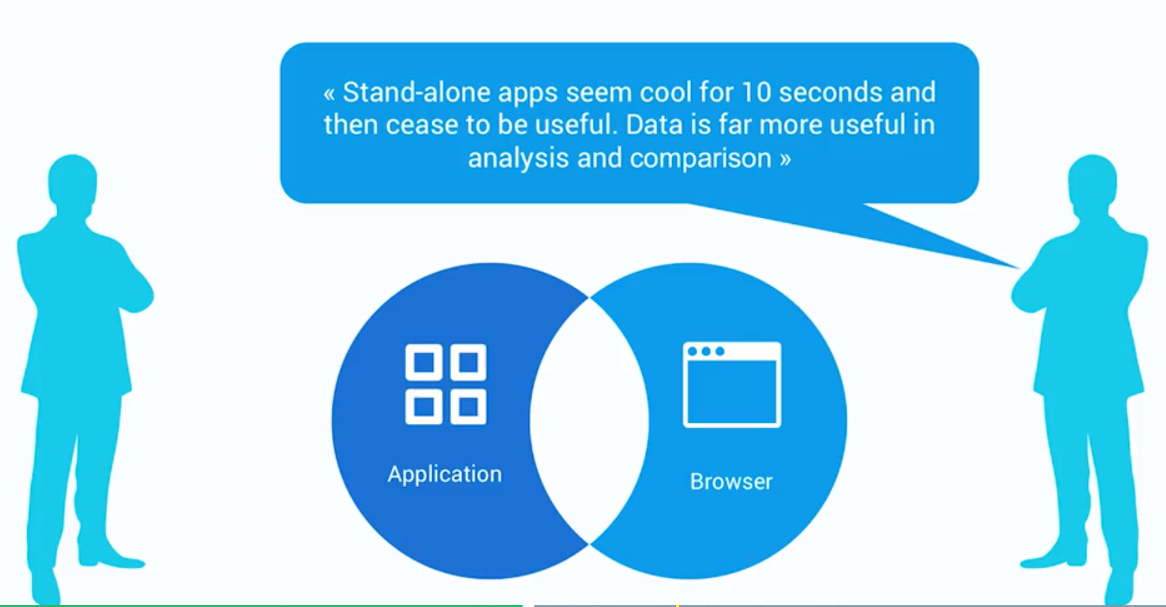 « Stand-alone apps seem cool for 10 seconds and
then cease to be useful. Data is far more useful in
analysis and comparison »
Application
Browser